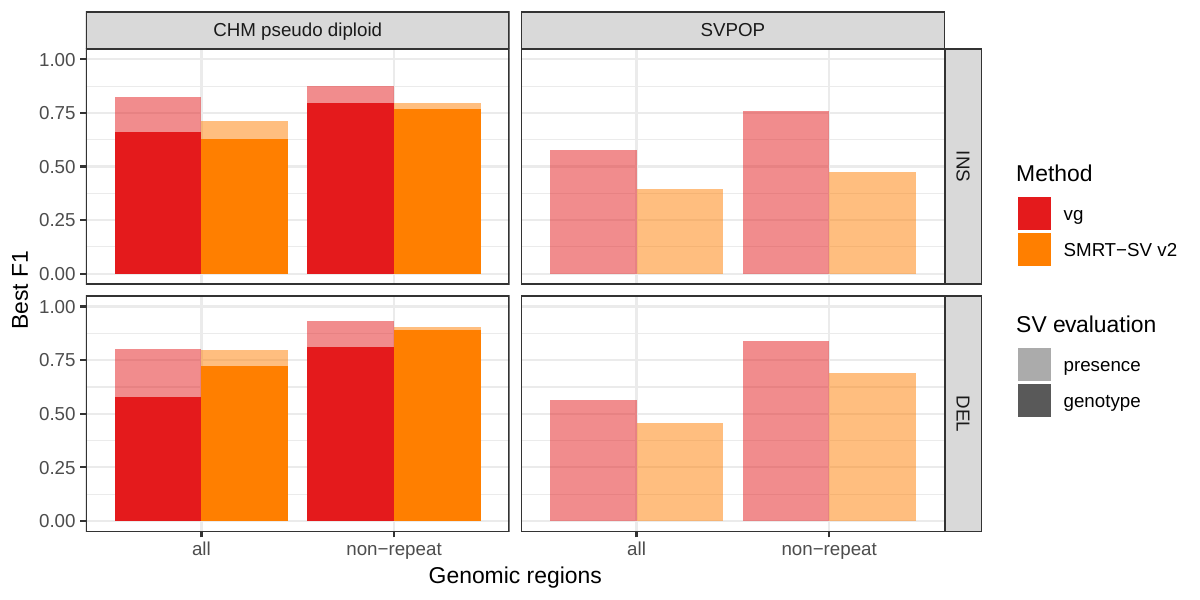 CHM pseudo diploid
SVPOP
1.00
0.75
0.50
0.25
0.00
INS
1.00
0.75
0.50
0.25
0.00
DEL
Best F1
all
non−repeat
all
non−repeat
Genomic regions
Method
vg
SMRT−SV v2
SV evaluation
presence
genotype